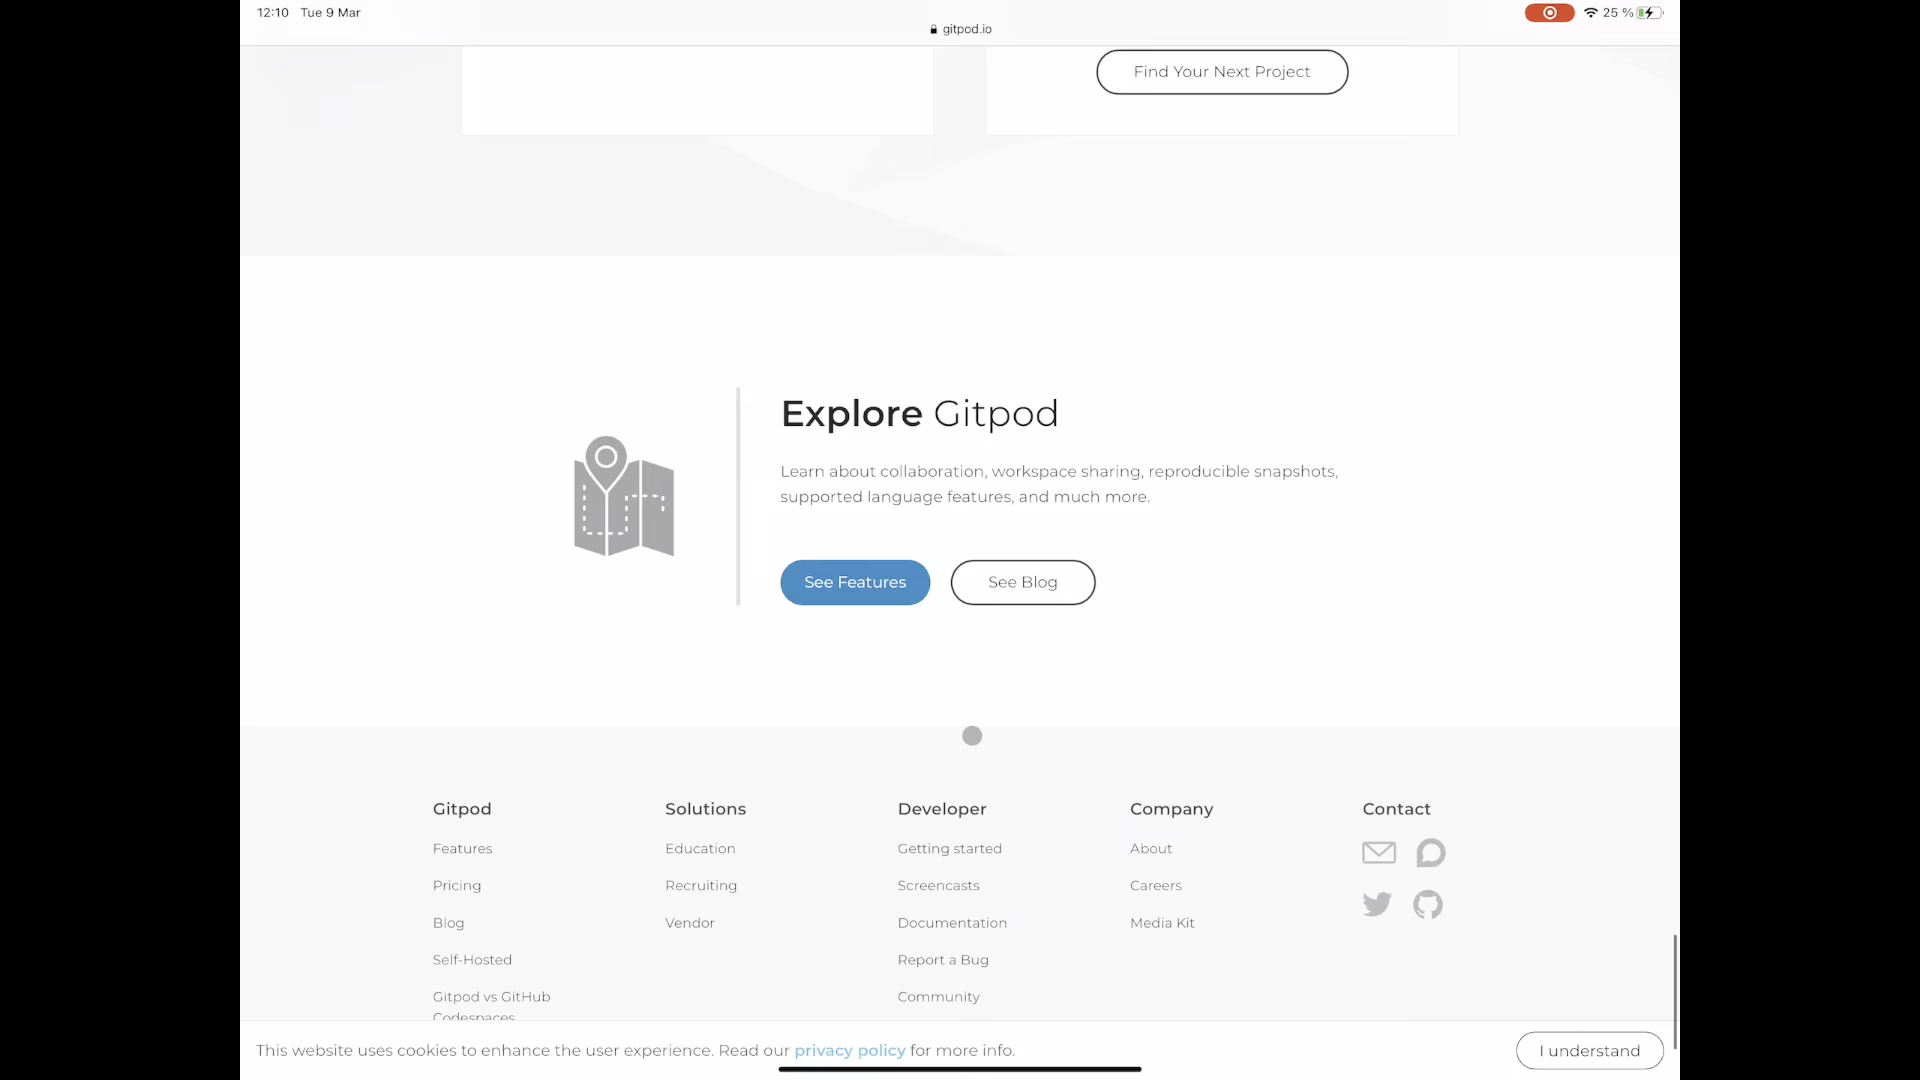 12:10 Tue 9 Mar
25 %
gitpod.io
Find Your Next Project
Explore Gitpod
Learn about collaboration, workspace sharing, reproducible snapshots,
supported language features, and much more.
See Features
See Blog
Gitpod
Features
Pricing
Blog
Self-Hosted
Gitpod vs GitHub
Codespaces
Solutions
Education
Recruiting
Vendor
Developer
Getting started
Screencasts
Documentation
Report a Bug
Community
Company
About
Careers
Media Kit
Contact
This website uses cookies to enhance the user experience. Read our privacy policy for more info.
I understand